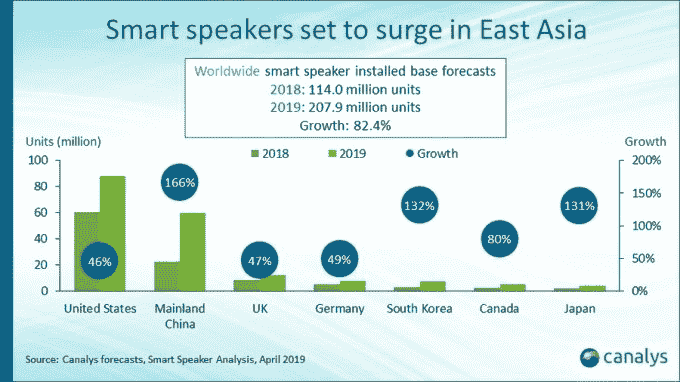 Smart speakers set to surge in East Asia
Worldwide smart speaker installed base forecasts
2018: 114.0 million units
2019: 207.9 million units
Growth: 82.4%
Units (million)
Growth
2018 2019 Growth
100
80
60
40
20
0
46%
166%
47%
49%
132%
80%
131%
200%
150%
100%
50%
0%
United States
Mainland
China
UK
Germany
South Korea
Canada
Japan
Source: Canalys forecasts, Smart Speaker Analysis, April 2019
canalys